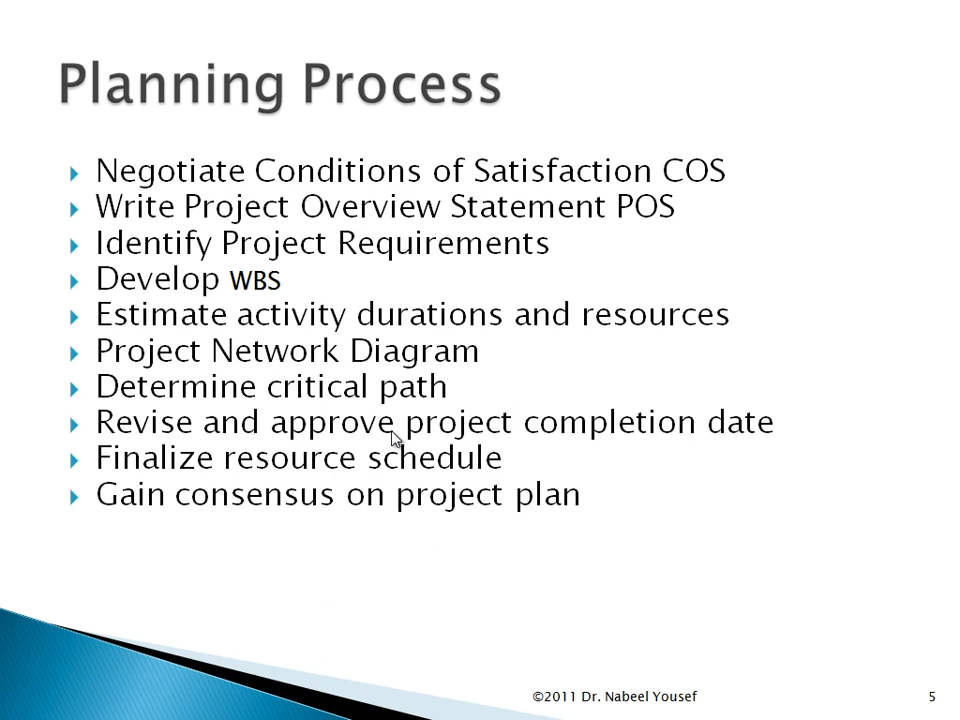 Planning Process
Negotiate Conditions of Satisfaction COS
Write Project Overview Statement POS
Identify Project Requirements
Develop WBS
Estimate activity durations and resources
Project Network Diagram
Determine critical path
Revise and approve project completion date
Finalize resource schedule
Gain consensus on project plan
©2011 Dr. Nabeel Yousef 5